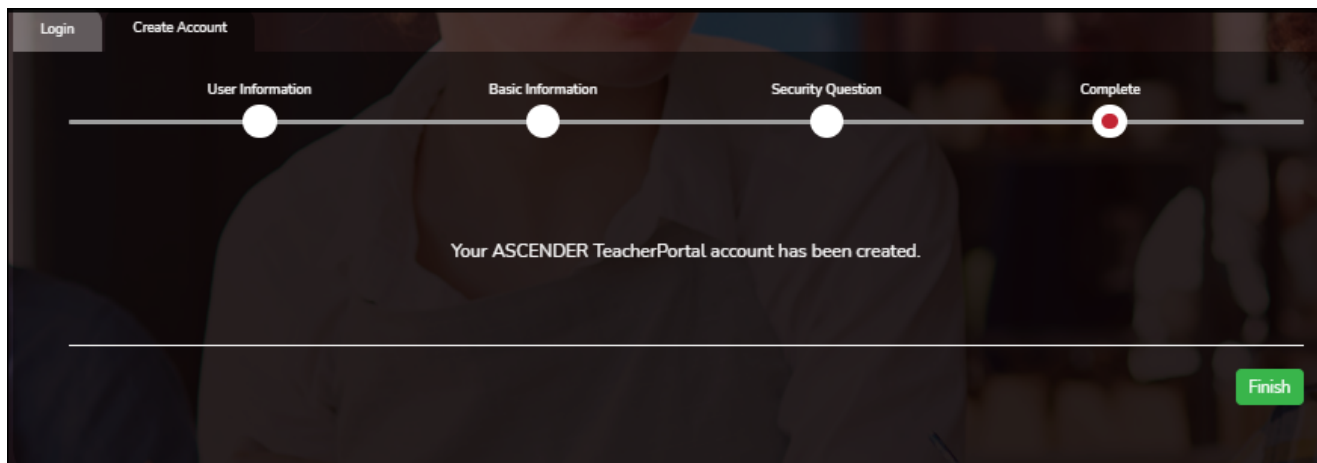 Login
Create Account
User Information
Basic Information
Security Question
Complete
Your ASCENDER TeacherPortal account has been created.
Finish